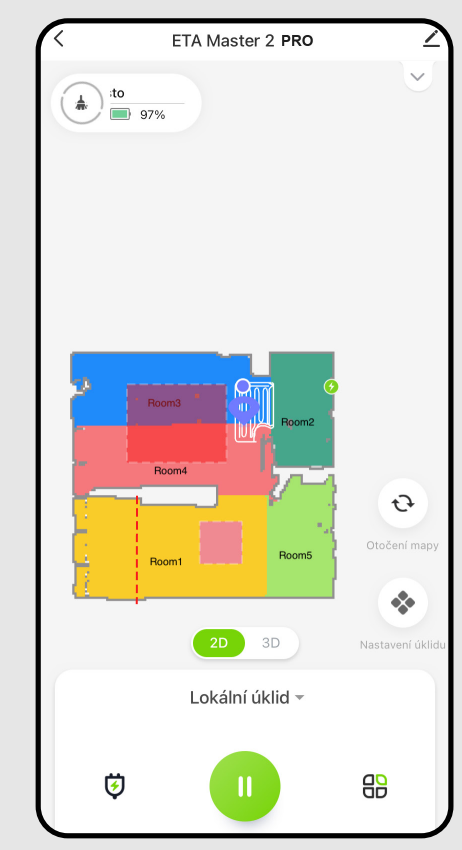 ETA Master 2 PRO
97%
Room3
Room2
Room4
Room1
Room5
Otočení mapy
Nastavení úklidu
2D 3D
Lokální úklid